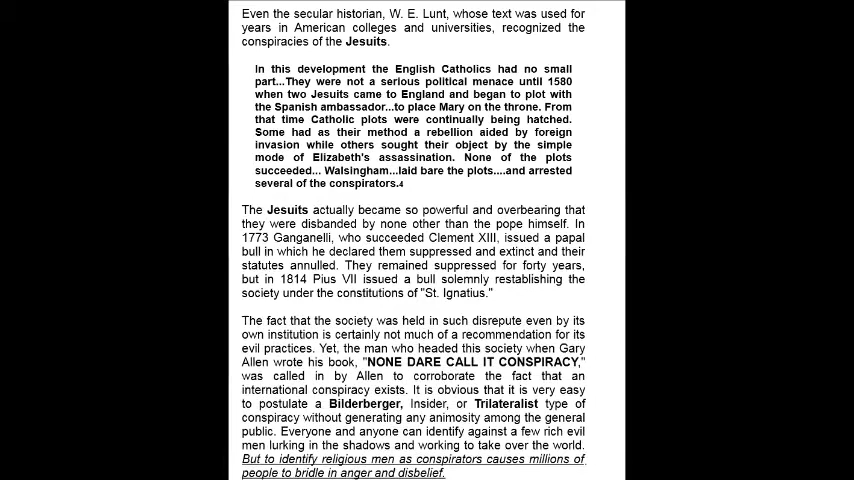 Even the secular historian, W. E. Lunt, whose text was used for
years in American colleges and universities, recognized the
conspiracies of the Jesuits.
In this development the English Catholics had no small
part...They were not a serious political menace until 1580
when two Jesuits came to England and began to plot with
the Spanish ambassador...to place Mary on the throne. From
that time Catholic plots were continually being hatched.
Some had as their method a rebellion aided by foreign
invasion while others sought their object by the simple
mode of Elizabeth's assassination. None of the plots
succeeded... Walsingham...laid bare the plots....and arrested
several of the conspirators.4
The Jesuits actually became so powerful and overbearing that
they were disbanded by none other than the pope himself. In
1773 Ganganelli, who succeeded Clement XIII, issued a papal
bull in which he declared them suppressed and extinct and their
statutes annulled. They remained suppressed for forty years,
but in 1814 Pius VII issued a bull solemnly restablishing the
society under the constitutions of "St. Ignatius."
The fact that the society was held in such disrepute even by its
own institution is certainly not much of a recommendation for its
evil practices. Yet, the man who headed this society when Gary
Allen wrote his book, "NONE DARE CALL IT CONSPIRACY,"
was called in by Allen to corroborate the fact that an
international conspiracy exists. It is obvious that it is very easy
to postulate a Bilderberger, Insider, or Trilateralist type of
conspiracy without generating any animosity among the general
public. Everyone and anyone can identify against a few rich evil
men lurking in the shadows and working to take over the world.
But to identify religious men as conspirators causes millions of
people to bridle in anger and disbelief.